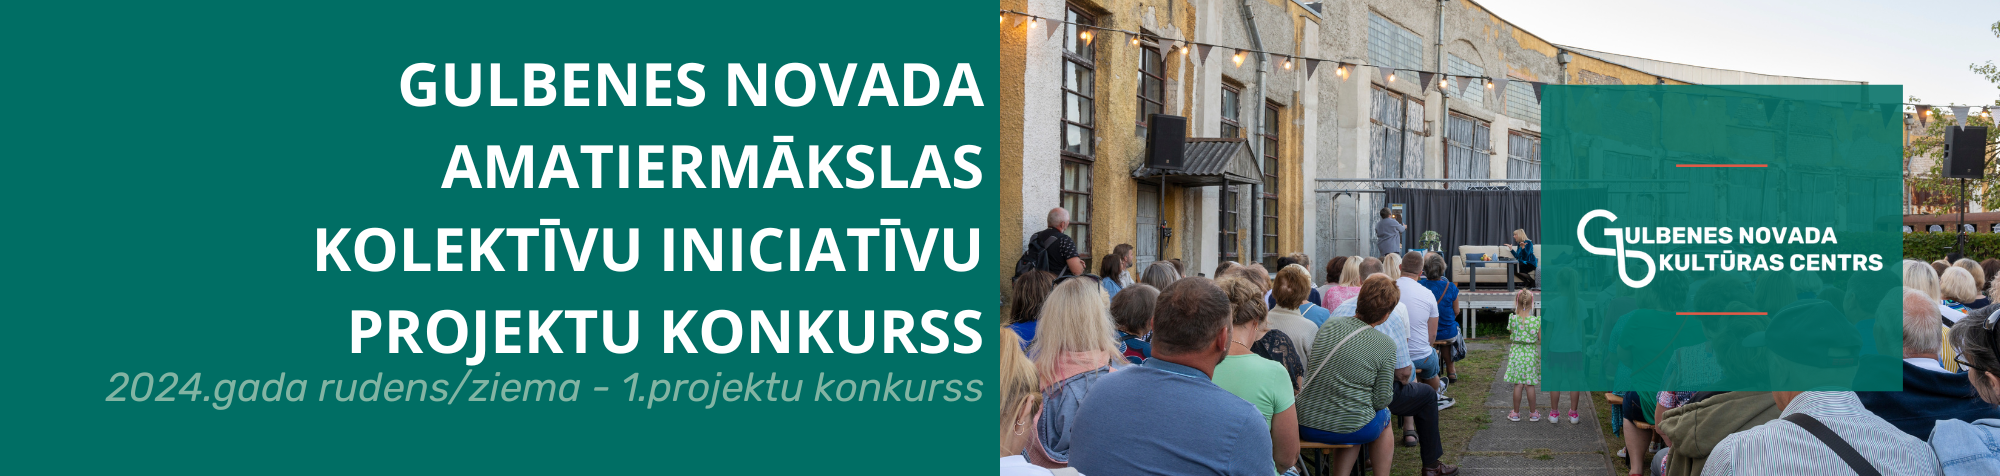 GULBENES NOVADA
AMATIERMĀKSLAS
KOLEKTĪVU INICIATĪVU
PROJEKTU KONKURSS
2024.gada rudens/ziema - 1.projektu konkurss
GULBENES NOVADA
KULTŪRAS CENTRS